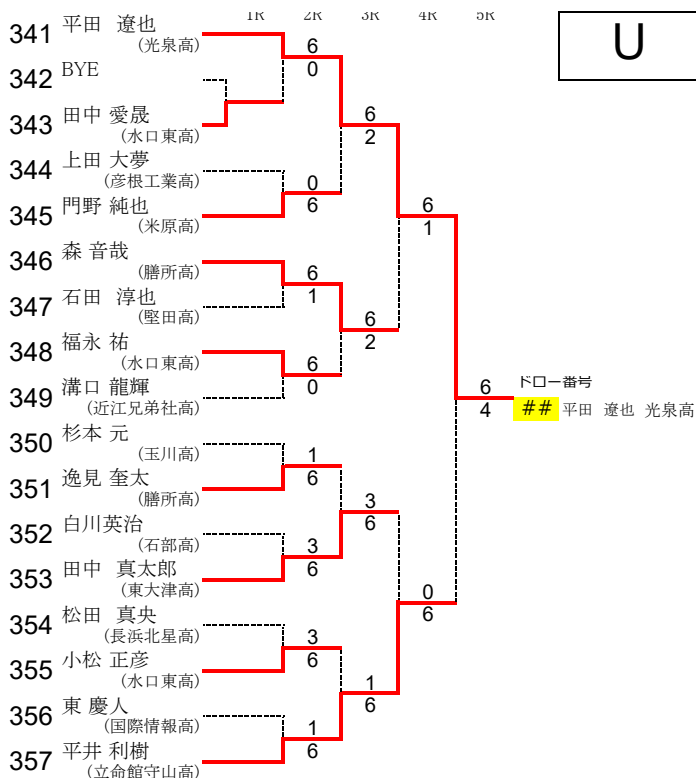 1R 2R 3R 4R 5R
U
341 平田 遼也
(光泉高)
342 BYE
343 田中 愛晟
(水口東高)
344 上田 大夢
(彦根工業高)
345 門野 純也
(米原高)
346 森 音哉
(膳所高)
347 石田 淳也
(堅田高)
348 福永 祐
(水口東高)
349 溝口 龍輝
(近江兄弟社高)
350 杉本 元
(玉川高)
351 逸見 奎太
(膳所高)
352 白川英治
(石部高)
353 田中 真太郎
(東大津高)
354 松田 真央
(長浜北星高)
355 小松 正彦
(水口東高)
356 東 慶人
(国際情報高)
357 平井 利樹
(立命館守山高)
6
0
0
6
6
1
6
0
1
6
3
6
3
6
1
6
6
2
6
2
3
6
1
6
6
1
0
6
6
4
ドロー番号
## 平田 遼也 光泉高